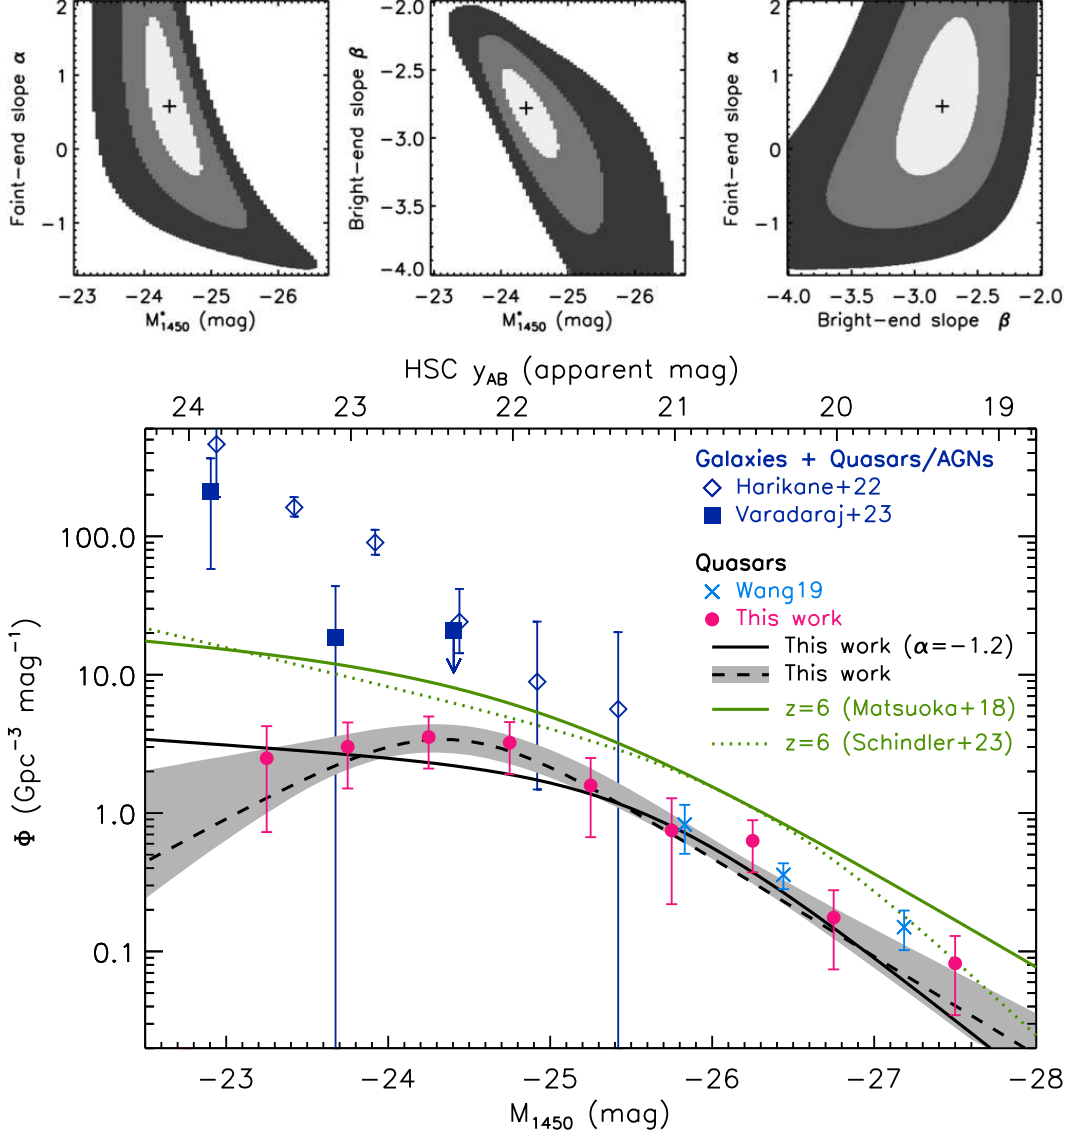 2
1
0
−1
Faint−end slope α
−23
−24
−25
−26
M*1450 (mag)
−2.0
−2.5
−3.0
−3.5
−4.0
Bright−end slope β
−23
−24
−25
−26
M*1450 (mag)
2
1
0
−1
Faint−end slope α
−4.0
−3.5
−3.0
−2.5
−2.0
Bright−end slope β
HSC yAB (apparent mag)
24
23
22
21
20
19
Galaxies + Quasars/AGNs
Harikane+22
Varadaraj+23
Quasars
Wang19
This work
This work (α=−1.2)
This work
z=6 (Matsuoka+18)
z=6 (Schindler+23)
100.0
10.0
1.0
0.1
Φ (Gpc−3 mag−1)
−23
−24
−25
−26
−27
−28
M1450 (mag)